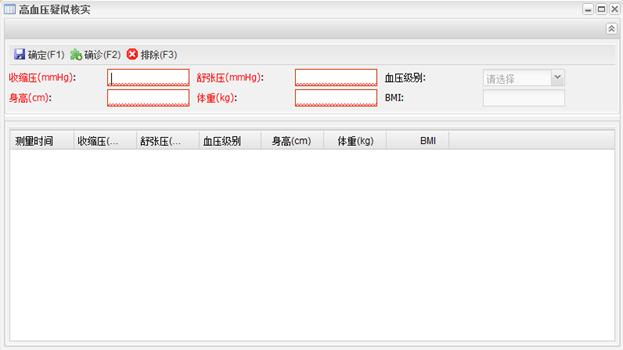 高血压疑似核实
确定(F1) 确诊(F2) 排除(F3)
收缩压(mmHg): 舒张压(mmHg): 血压级别: 请选择
身高(cm): 体重(kg): BMI:
测量时间 收缩压(... 舒张压(... 血压级别 身高(cm) 体重(kg) BMI